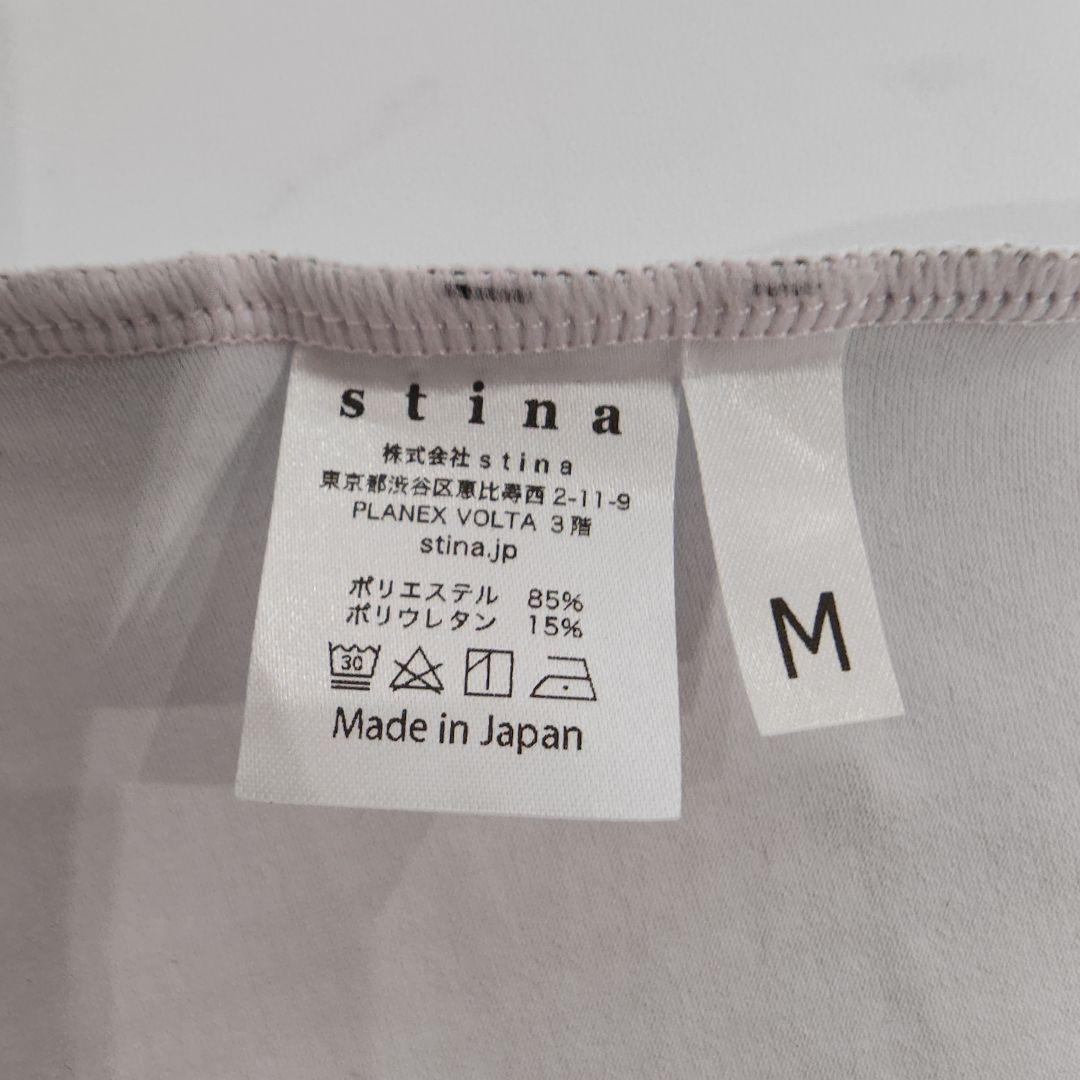 stina
株式会社stina
東京都渋谷区恵比寿西2-11-9
PLANEX VOLTA 3階
stina.jp
ポリエステル 85%
ポリウレタン 15%
30
Made in Japan
M